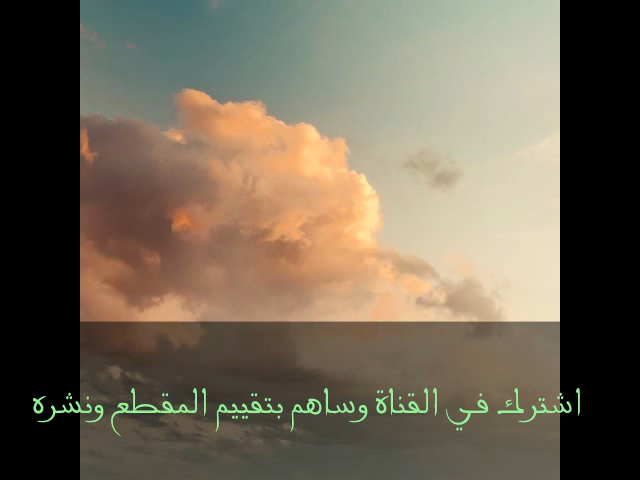 اشترك في القناة وساهم بتقييم المقطع ونشره